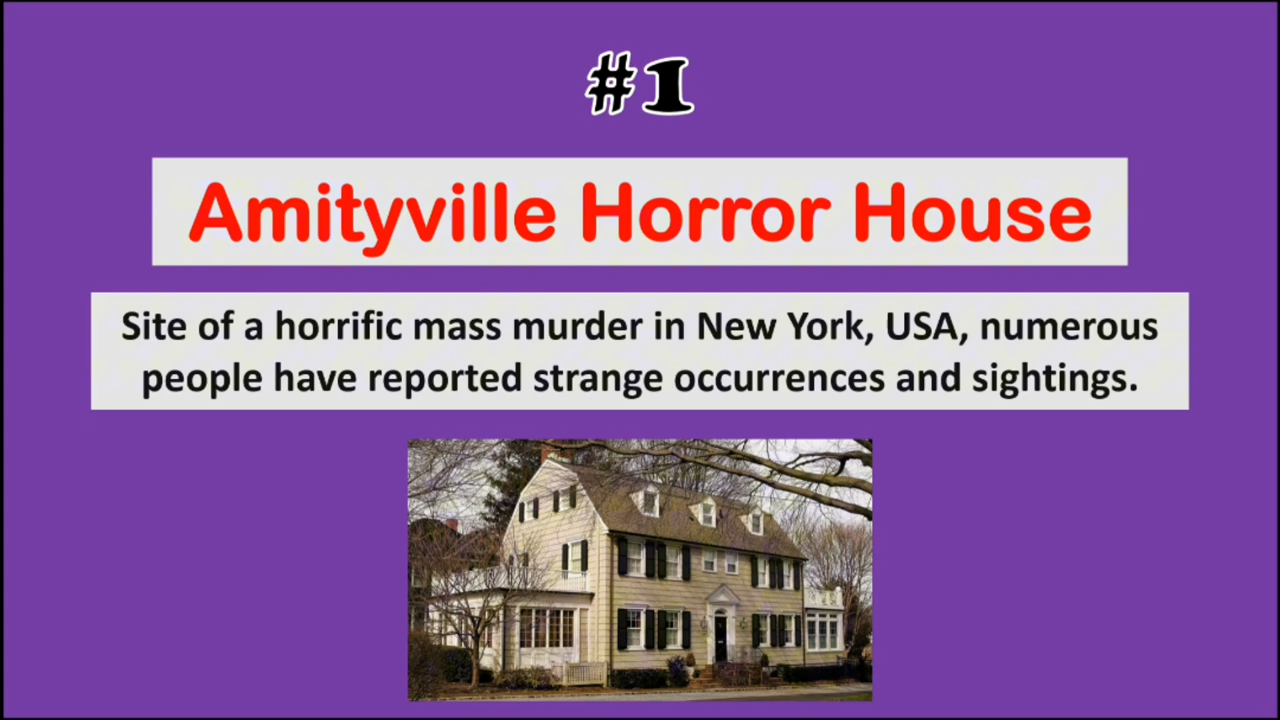 #1
Amityville Horror House
Site of a horrific mass murder in New York, USA, numerous
people have reported strange occurrences and sightings.